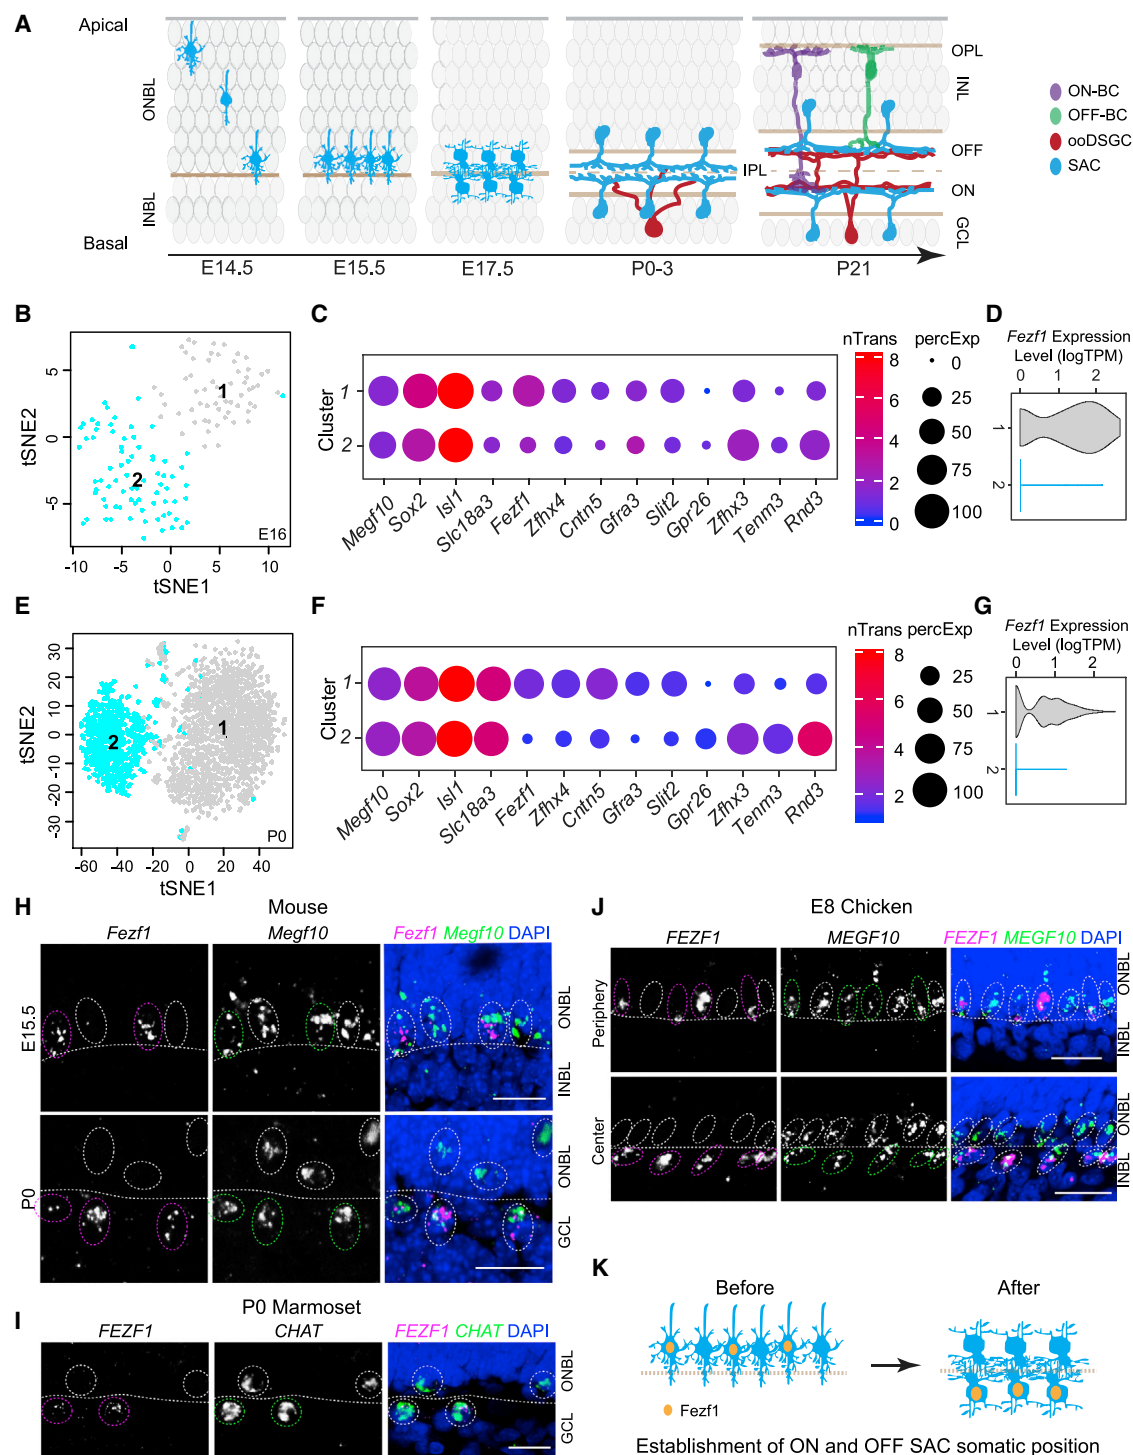 A
Apical
ONBL
INBL
Basal
E14.5
E15.5
E17.5
P0-3
P21
IPL
OPL
INL
OFF
ON
GCL
ON-BC
OFF-BC
ooDSGC
SAC
B
tSNE2
5
0
-5
1
2
E16
-10
-5
0
5
10
tSNE1
C
Cluster
1
2
Megf10
Sox2
Isl1
Slc18a3
Fezf1
Zfhx4
Cntn5
Gfra3
Slit2
Gpr26
Zfhx3
Tenm3
Rnd3
nTrans
8
6
4
2
0
percExp
0
25
50
75
100
D
Fezf1 Expression
Level (logTPM)
0
1
2
1
2
E
tSNE2
30
20
10
0
-10
-20
-30
2
1
P0
-60
-40
-20
0
20
40
tSNE1
F
Cluster
1
2
Megf10
Sox2
Isl1
Slc18a3
Fezf1
Zfhx4
Cntn5
Gfra3
Slit2
Gpr26
Zfhx3
Tenm3
Rnd3
nTrans
8
6
4
2
percExp
25
50
75
100
G
Fezf1 Expression
Level (logTPM)
0
1
2
1
2
H
Mouse
Fezf1
Megf10
Fezf1 Megf10 DAPI
E15.5
ONBL
INBL
P0
ONBL
GCL
I
P0 Marmoset
FEZF1
CHAT
FEZF1 CHAT DAPI
ONBL
GCL
J
E8 Chicken
FEZF1
MEGF10
FEZF1 MEGF10 DAPI
Periphery
ONBL
INBL
Center
ONBL
INBL
K
Before
After
Fezf1
Establishment of ON and OFF SAC somatic position